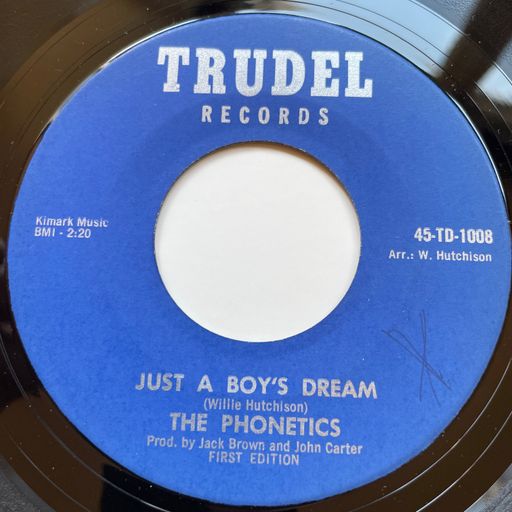 TRUDEL
RECORDS
Kimark Music
BMI - 2:20
45-TD-1008
Arr.: W. Hutchison
JUST A BOY'S DREAM
(Willie Hutchison)
THE PHONETICS
Prod. by Jack Brown and John Carter
FIRST EDITION